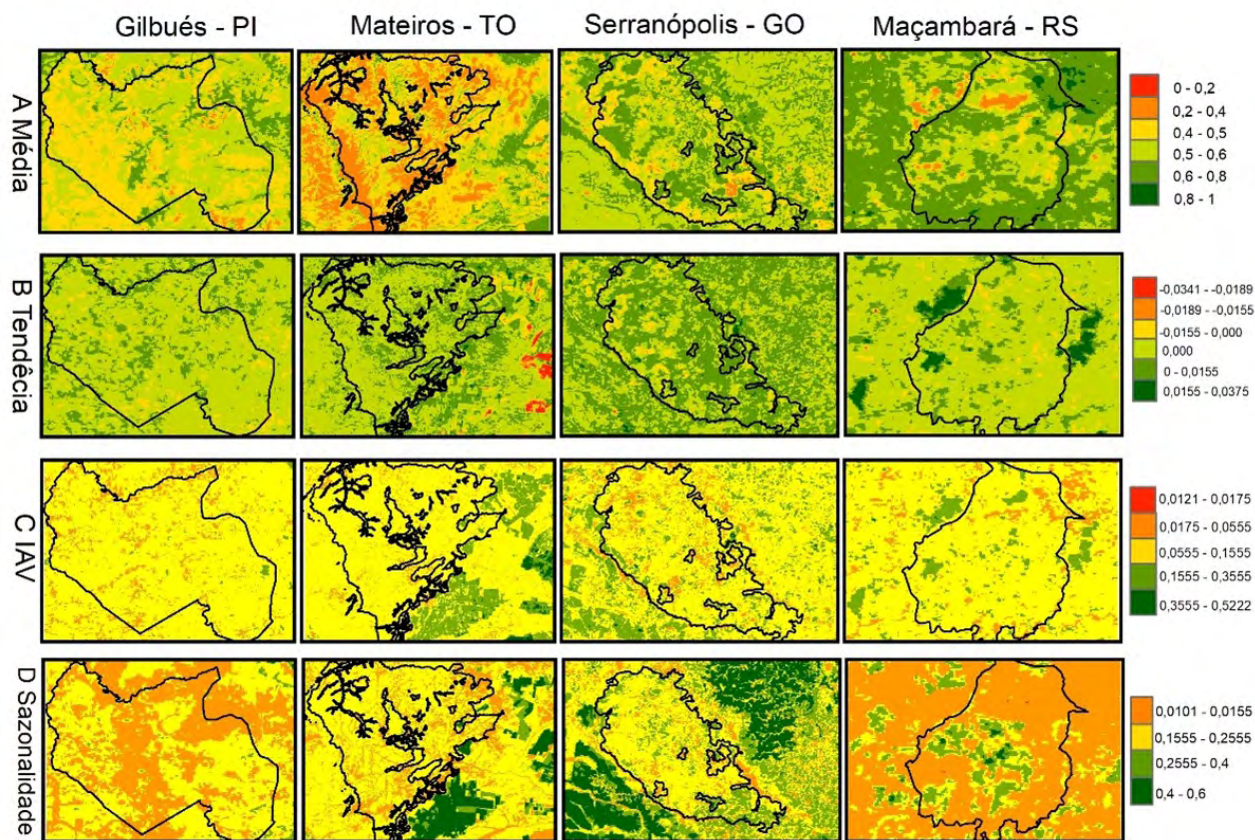 Gilbués - PI
Mateiros - TO
Serranópolis - GO
Maçambará - RS
A Média
0 - 0,2
0,2 - 0,4
0,4 - 0,5
0,5 - 0,6
0,6 - 0,8
0,8 - 1
B Tendêcia
-0,0341 - -0,0189
-0,0189 - -0,0155
-0,0155 - 0,000
0,000
0 - 0,0155
0,0155 - 0,0375
C IAV
0,0121 - 0,0175
0,0175 - 0,0555
0,0555 - 0,1555
0,1555 - 0,3555
0,3555 - 0,5222
D Sazonalidade
0,0101 - 0,0155
0,1555 - 0,2555
0,2555 - 0,4
0,4 - 0,6